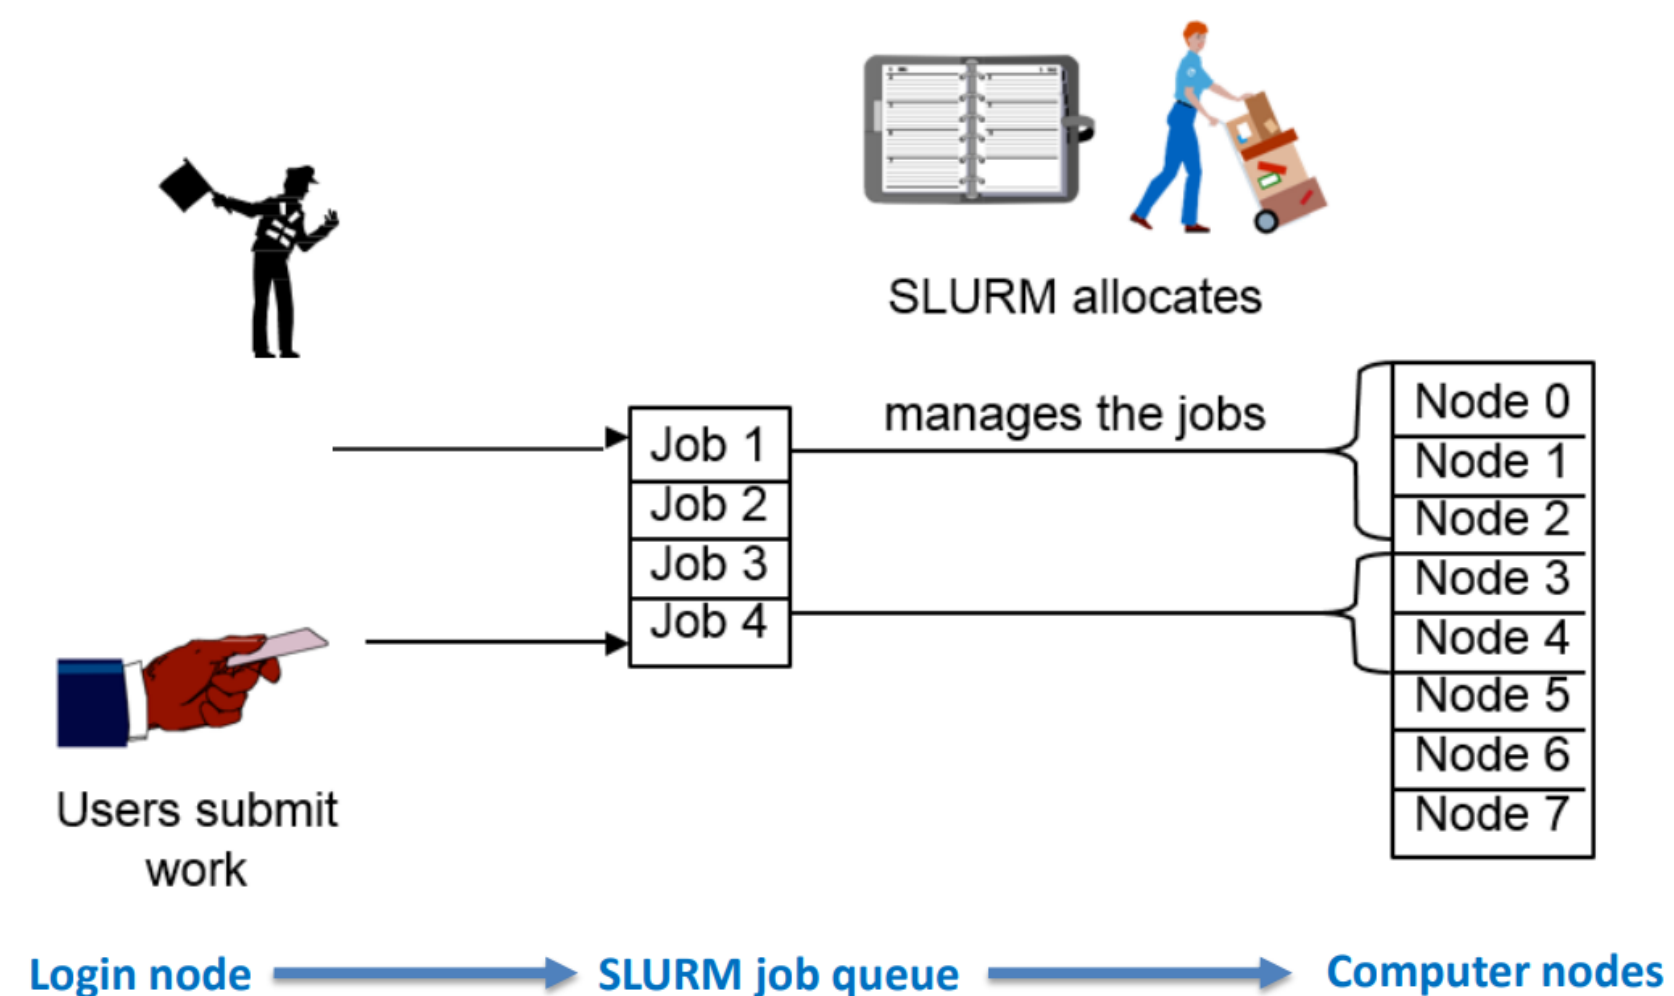 SLURM allocates
manages the jobs
Job 1
Job 2
Job 3
Job 4
Node 0
Node 1
Node 2
Node 3
Node 4
Node 5
Node 6
Node 7
Users submit
work
Login node
SLURM job queue
Computer nodes